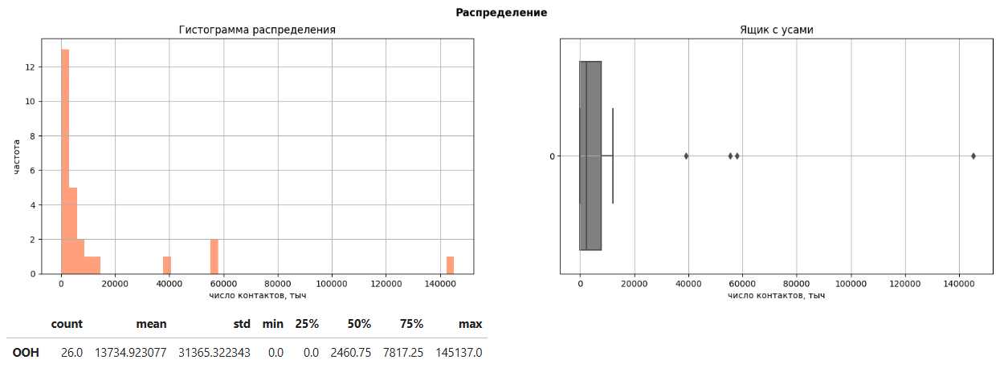 Распределение
Гистограмма распределения
частота
12
10
8
6
4
2
0
0 20000 40000 60000 80000 100000 120000 140000
число контактов, тыч
Ящик с усами
0
0 20000 40000 60000 80000 100000 120000 140000
число контактов, тыч
count mean std min 25% 50% 75% max
OOH 26.0 13734.923077 31365.322343 0.0 0.0 2460.75 7817.25 145137.0